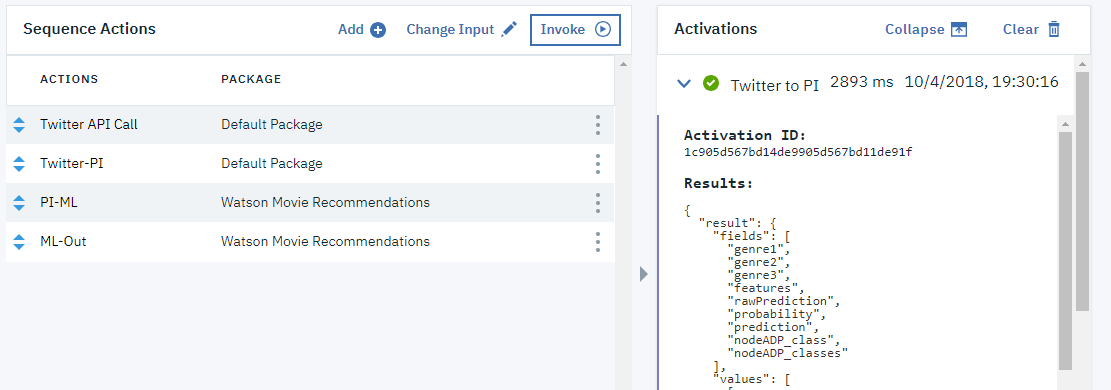 Sequence Actions Add Change Input Invoke
ACTIONS PACKAGE
Twitter API Call Default Package
Twitter-PI Default Package
PI-ML Watson Movie Recommendations
ML-Out Watson Movie Recommendations
Activations Collapse Clear
Twitter to PI 2893 ms 10/4/2018, 19:30:16
Activation ID:
1c905d567bd14de9905d567bd11de91f
Results:
{
"result": {
"fields": [
"genre1",
"genre2",
"genre3",
"features",
"rawPrediction",
"probability",
"prediction",
"nodeADP_class",
"nodeADP_classes"
],
"values": [